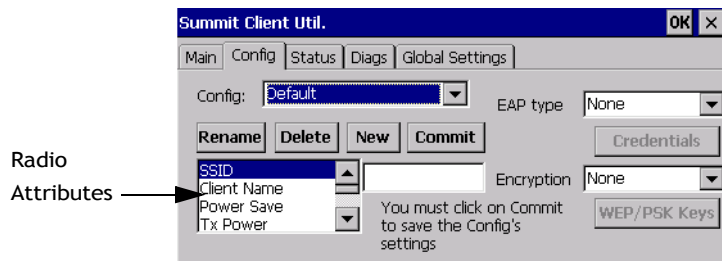 Summit Client Util. OK ×
Main Config Status Diags Global Settings
Config: Default
EAP type None
Rename Delete New Commit
Credentials
Radio
Attributes
SSID
Client Name
Power Save
Tx Power
Encryption None
You must click on Commit
to save the Config's
settings
WEP/PSK Keys